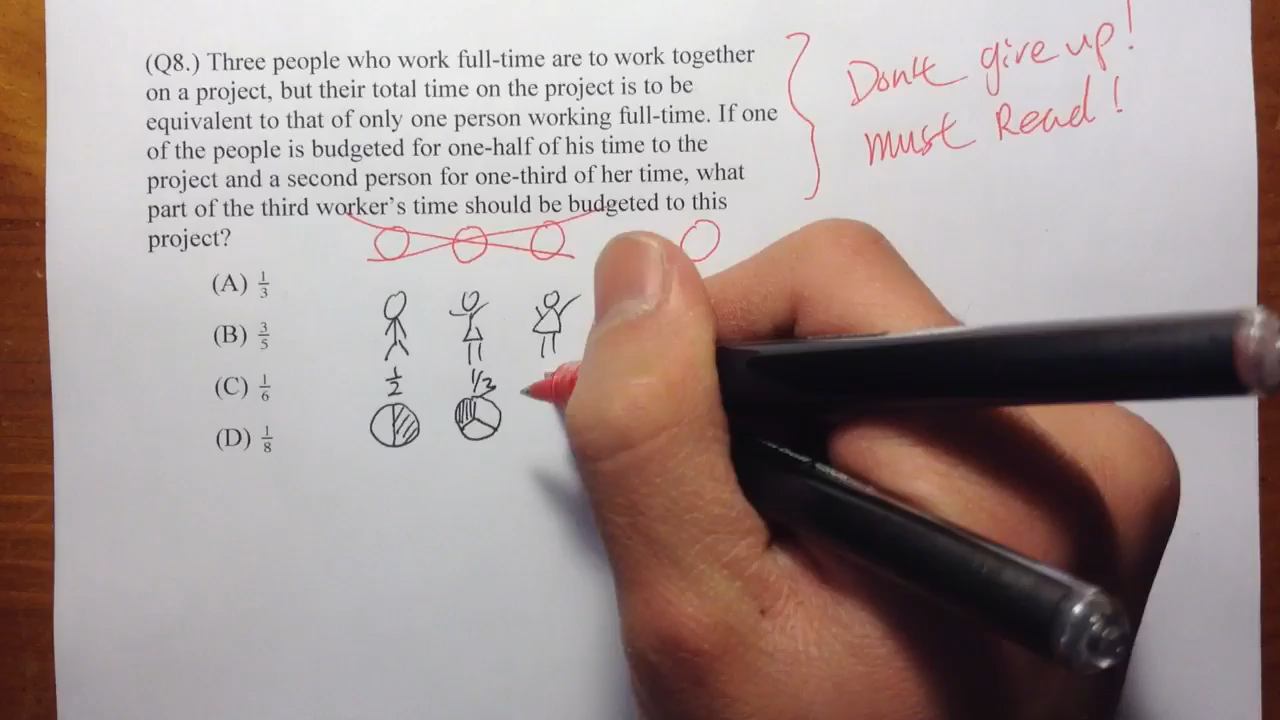 (Q8.) Three people who work full-time are to work together
on a project, but their total time on the project is to be
equivalent to that of only one person working full-time. If one
of the people is budgeted for one-half of his time to the
project and a second person for one-third of her time, what
part of the third worker's time should be budgeted to this
project?
Don't give up!
must Read!
(A) 1/3
(B) 3/5
(C) 1/6
(D) 1/8
1/2 1/3